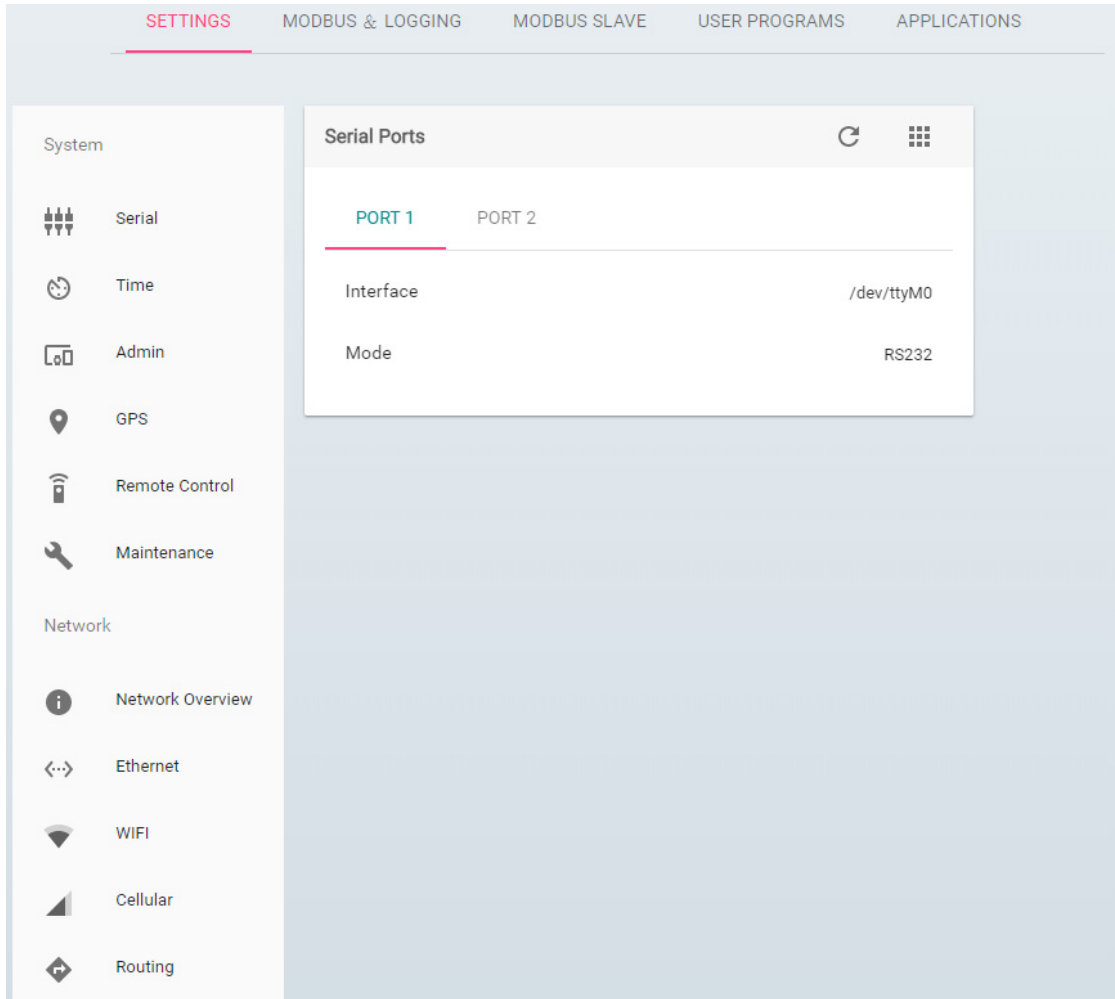 SETTINGS MODBUS & LOGGING MODBUS SLAVE USER PROGRAMS APPLICATIONS
System
Serial
Time
Admin
GPS
Remote Control
Maintenance
Network
Network Overview
Ethernet
WIFI
Cellular
Routing
Serial Ports
PORT 1 PORT 2
Interface /dev/ttyM0
Mode RS232